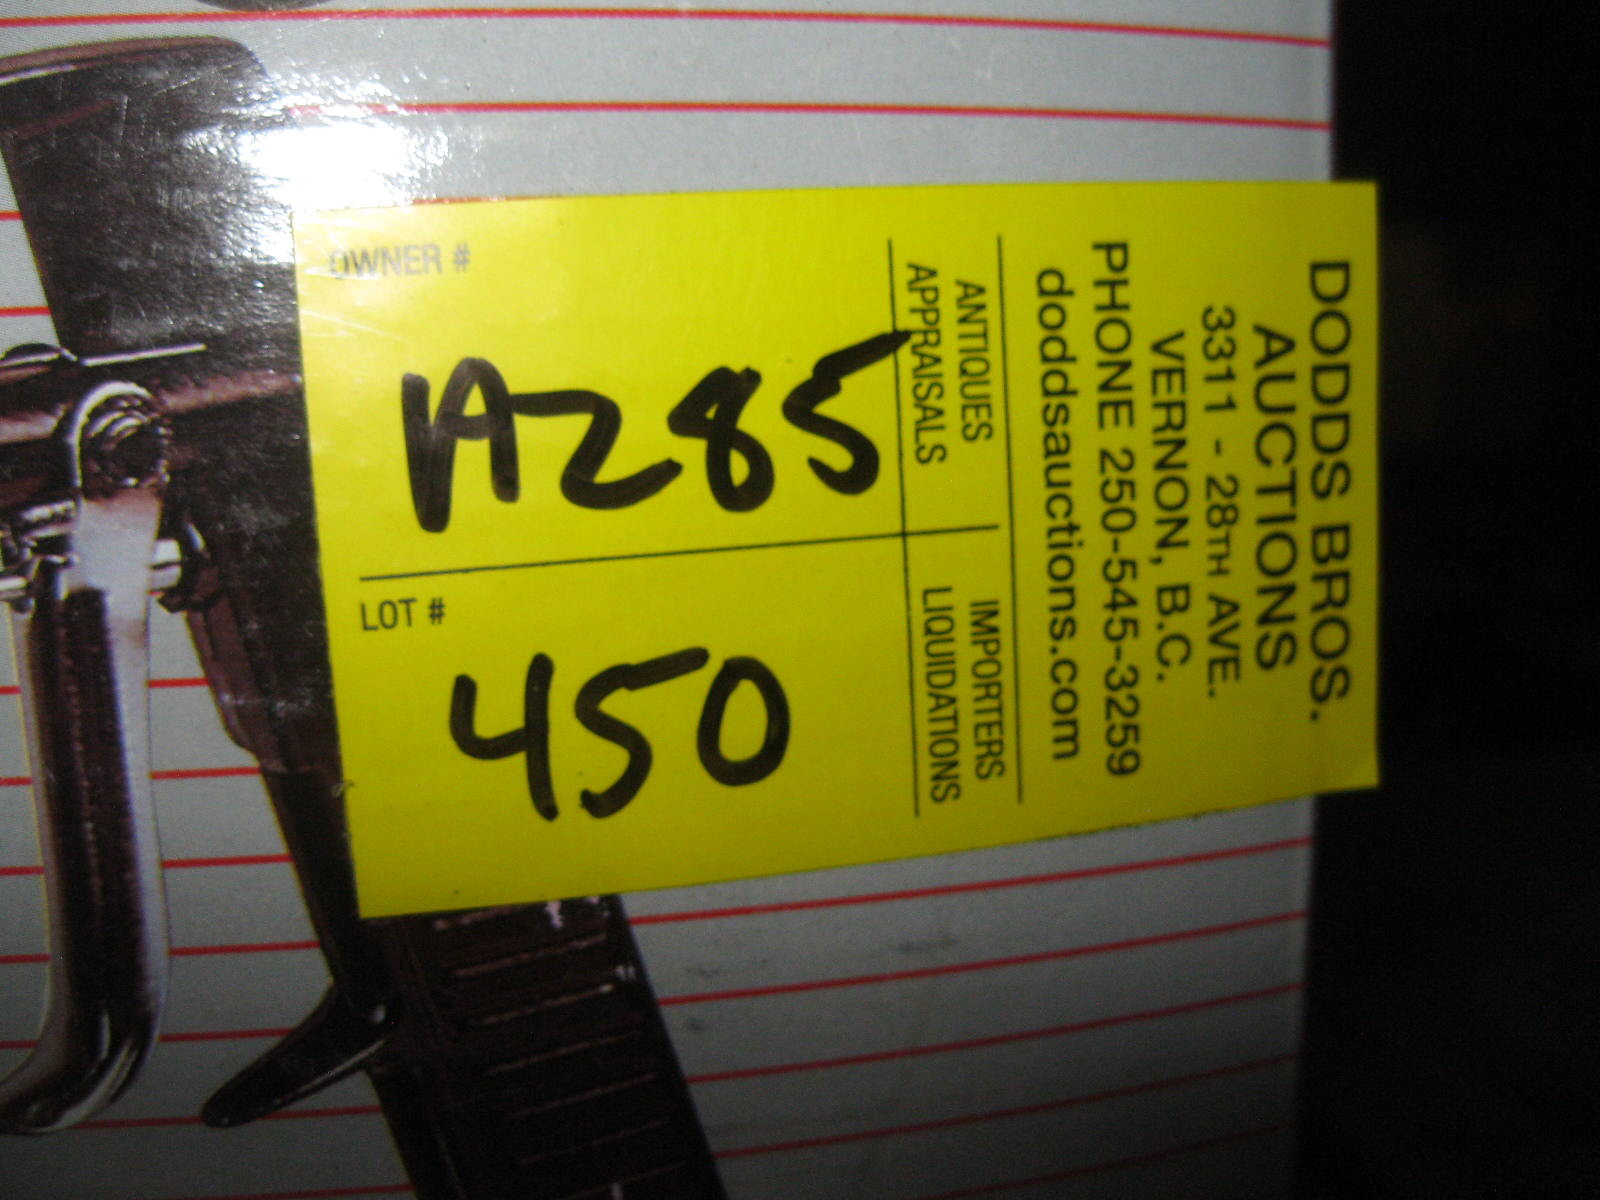 DODDS BROS.
AUCTIONS
3311 - 28TH AVE.
VERNON, B.C.
PHONE 250-545-3259
doddsauctions.com
ANTIQUES IMPORTERS
APPRAISALS LIQUIDATIONS
OWNER #
A285
LOT #
450